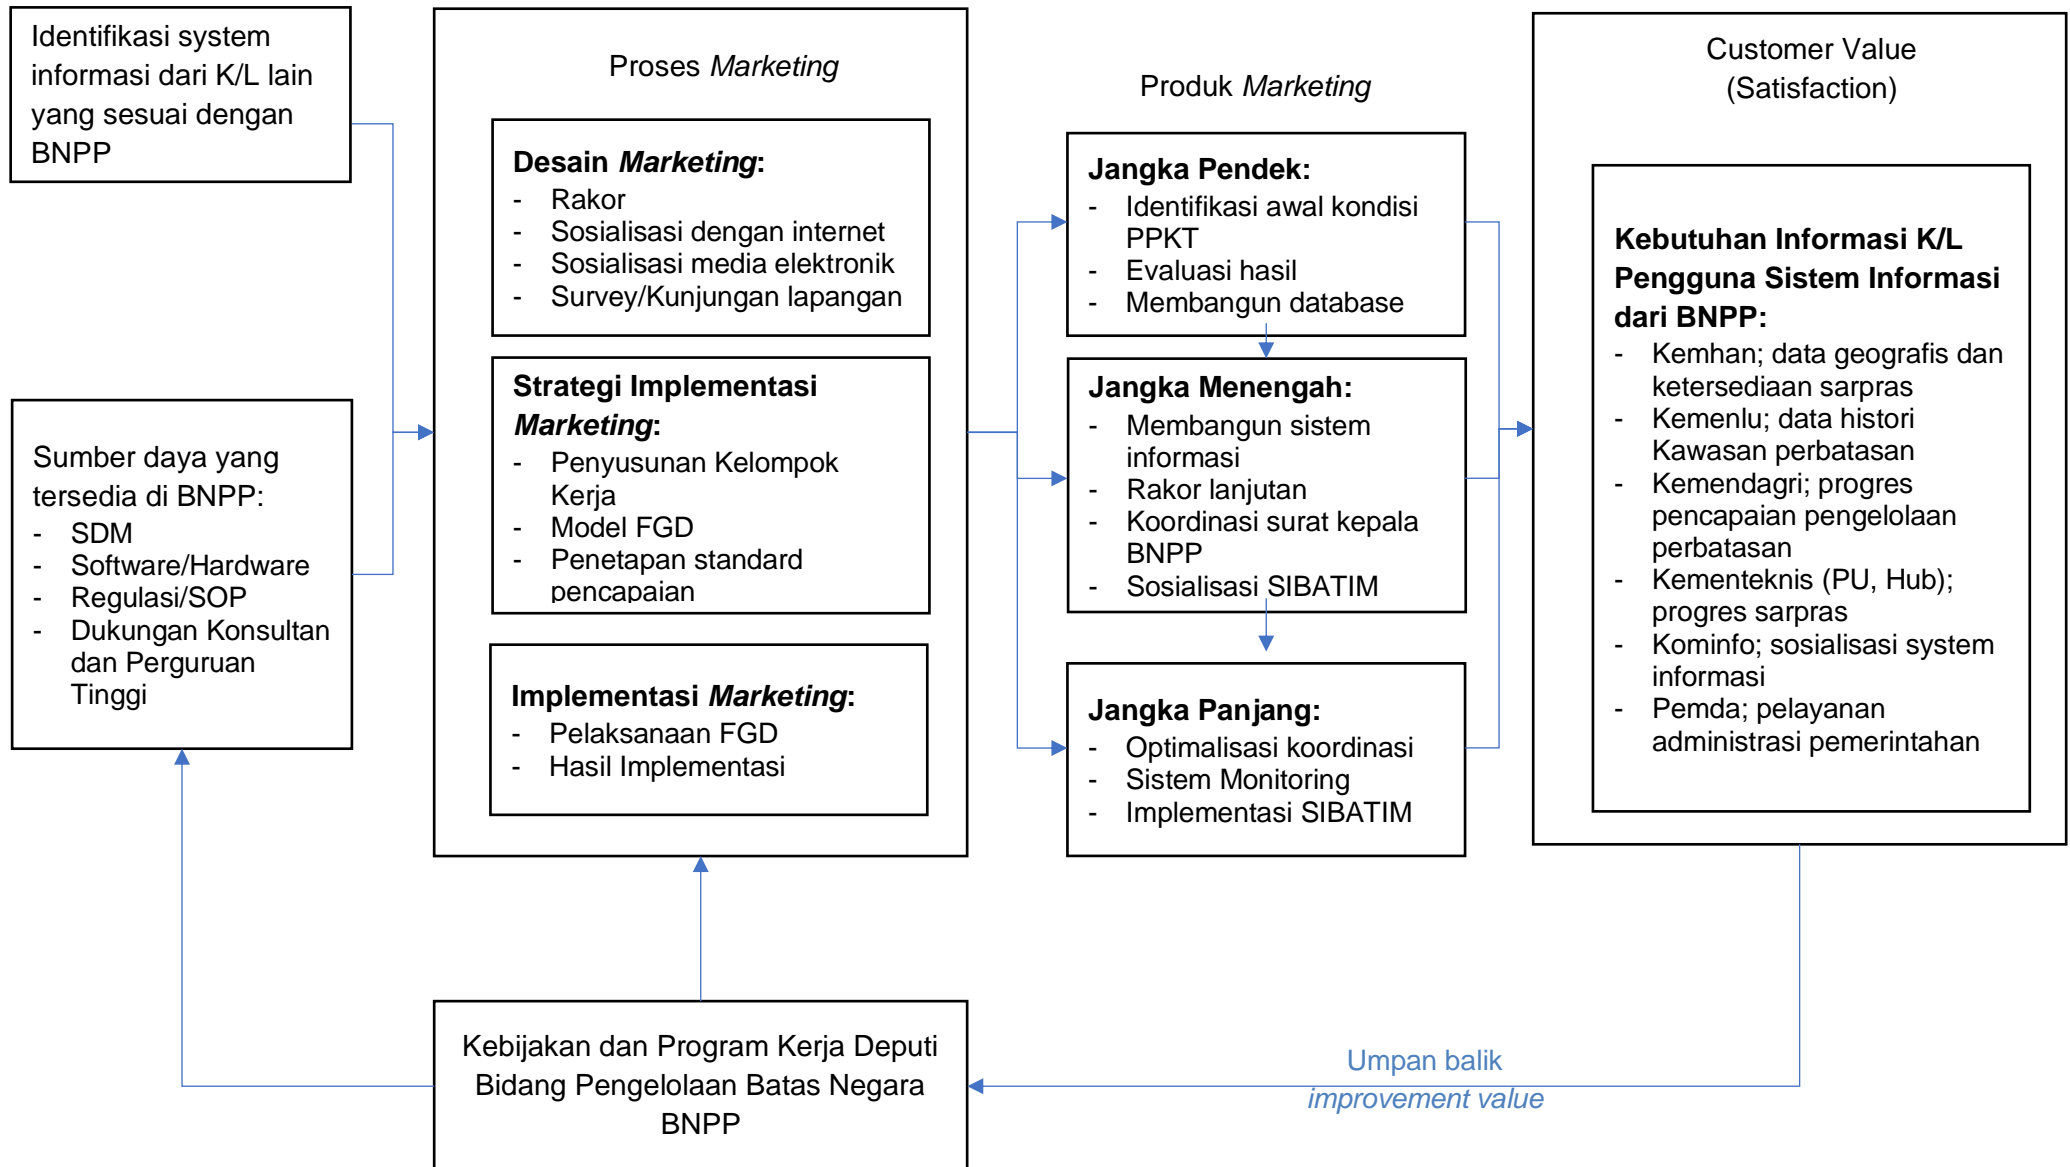 Identifikasi system
informasi dari K/L lain
yang sesuai dengan
BNPP
Sumber daya yang
tersedia di BNPP:
- SDM
- Software/Hardware
- Regulasi/SOP
- Dukungan Konsultan
dan Perguruan
Tinggi
Proses Marketing
Desain Marketing:
- Rakor
- Sosialisasi dengan internet
- Sosialisasi media elektronik
- Survey/Kunjungan lapangan
Strategi Implementasi
Marketing:
- Penyusunan Kelompok
Kerja
- Model FGD
- Penetapan standard
pencapaian
Implementasi Marketing:
- Pelaksanaan FGD
- Hasil Implementasi
Produk Marketing
Jangka Pendek:
- Identifikasi awal kondisi
PPKT
- Evaluasi hasil
- Membangun database
Jangka Menengah:
- Membangun sistem
informasi
- Rakor lanjutan
- Koordinasi surat kepala
BNPP
- Sosialisasi SIBATIM
Jangka Panjang:
- Optimalisasi koordinasi
- Sistem Monitoring
- Implementasi SIBATIM
Customer Value
(Satisfaction)
Kebutuhan Informasi K/L
Pengguna Sistem Informasi
dari BNPP:
- Kemhan; data geografis dan
ketersediaan sarpras
- Kemenlu; data histori
Kawasan perbatasan
- Kemendagri; progres
pencapaian pengelolaan
perbatasan
- Kementeknis (PU, Hub);
progres sarpras
- Kominfo; sosialisasi system
informasi
- Pemda; pelayanan
administrasi pemerintahan
Kebijakan dan Program Kerja Deputi
Bidang Pengelolaan Batas Negara
BNPP
Umpan balik
improvement value